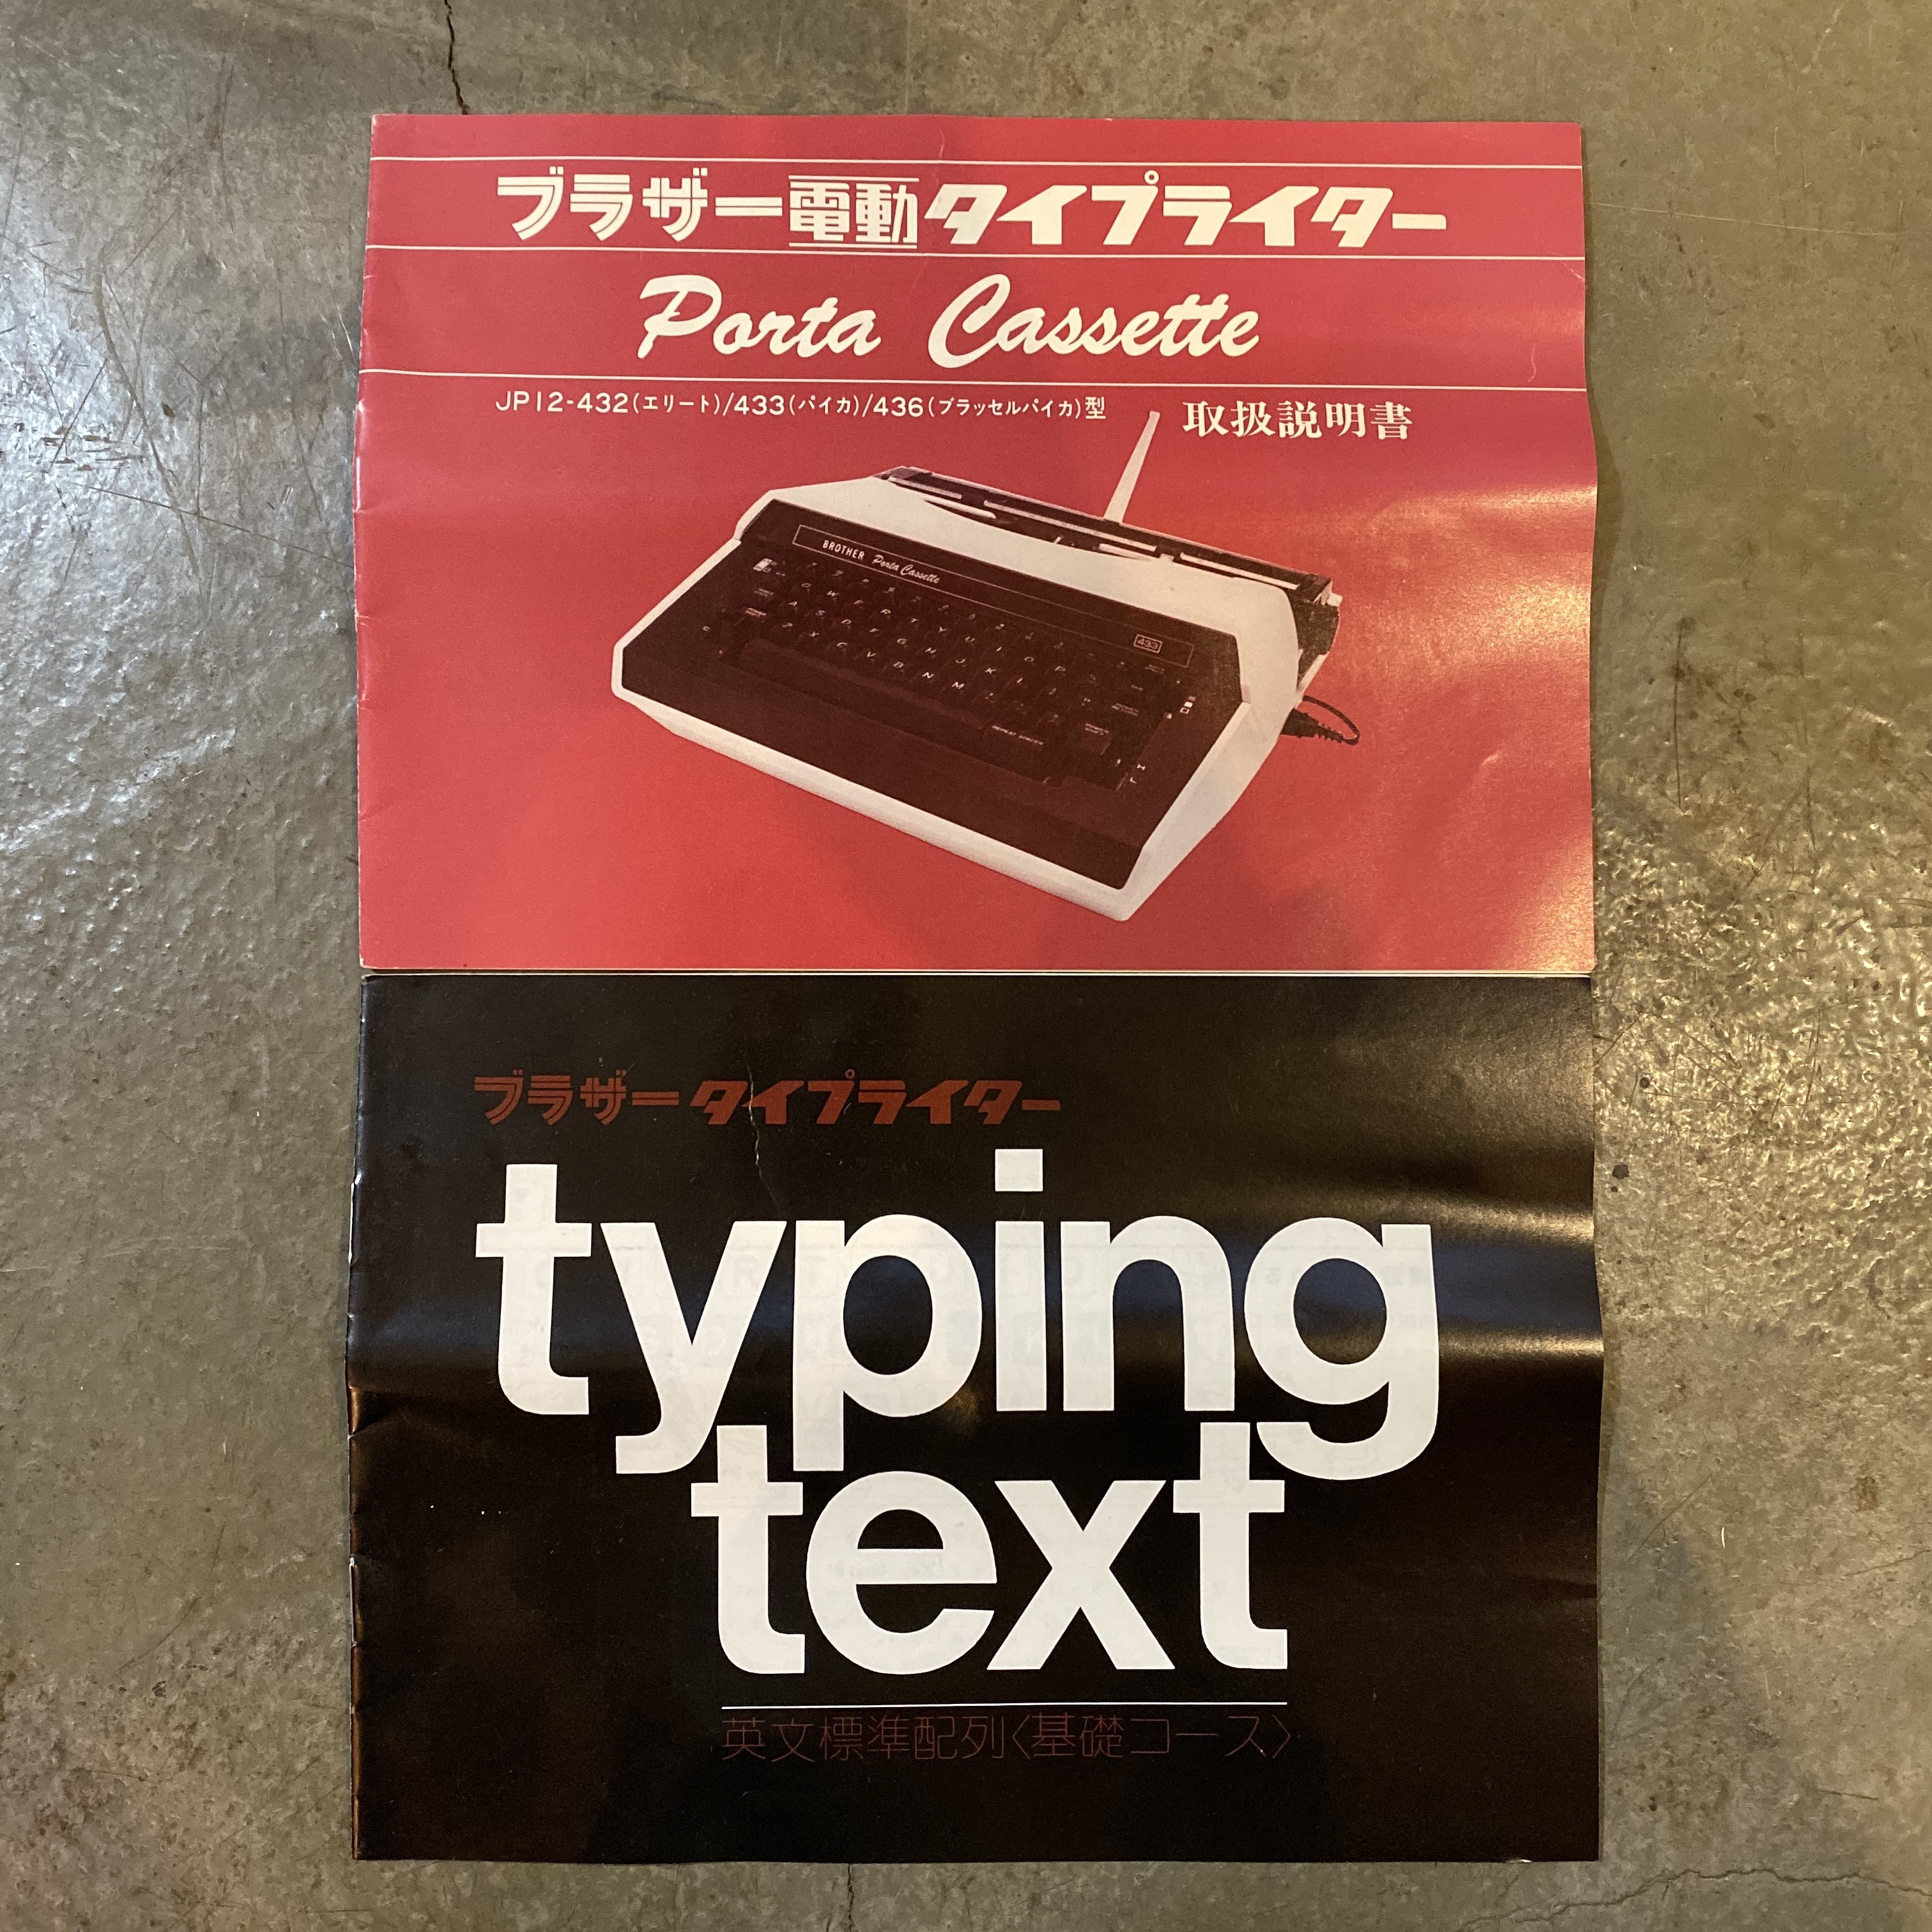 ブラザー電動タイプライター
Porta Cassette
JP12-432(エリート)/433(パイカ)/436(ブラッセルパイカ)型 取扱説明書
BROTHER Porta Cassette
433
Q W E R T Y U I O P
A S D F G H J K L
Z X C V B N M
REPEAT SPACER
ブラザータイプライター
typing
text
英文標準配列〈基礎コース〉